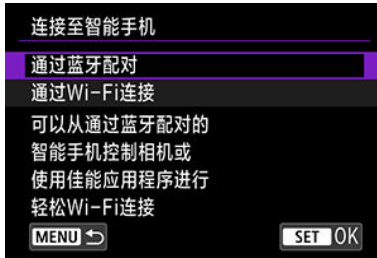 连接至智能手机
通过蓝牙配对
通过Wi-Fi连接
可以从通过蓝牙配对的
智能手机控制相机或
使用佳能应用程序进行
轻松Wi-Fi连接
MENU SET OK